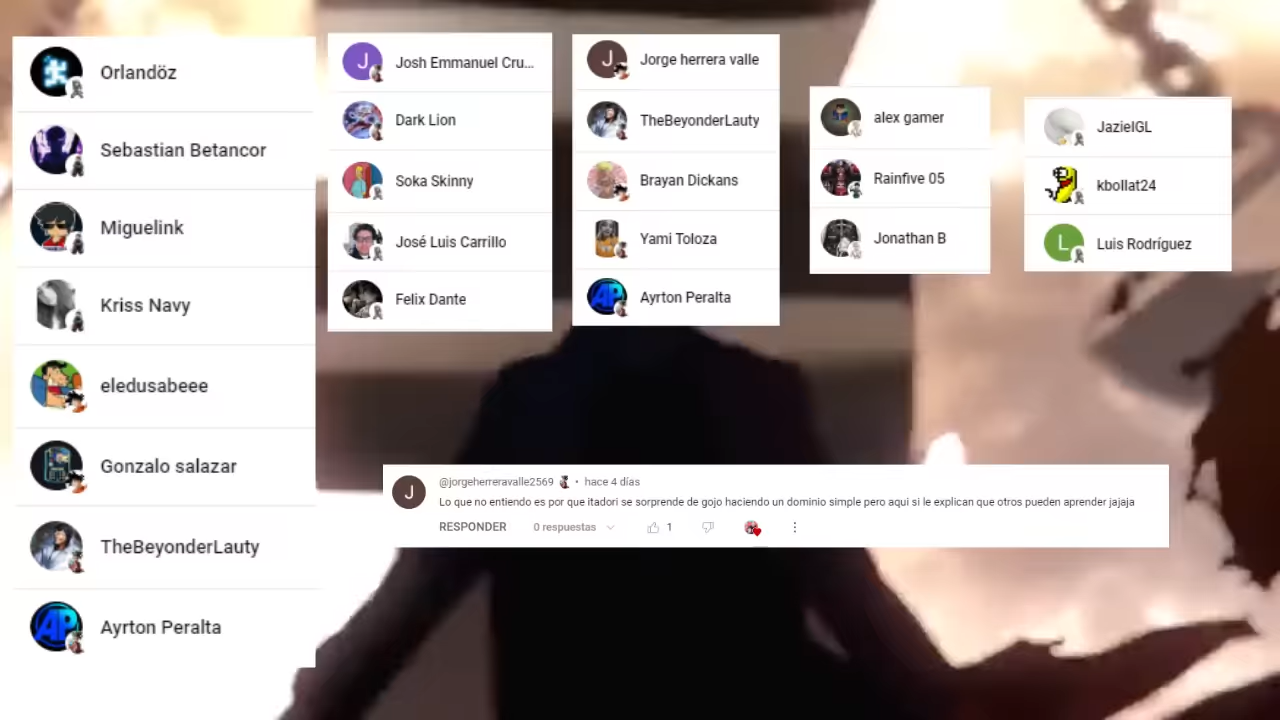 Orlandöz
Sebastian Betancor
Miguelink
Kriss Navy
eledusabeee
Gonzalo salazar
TheBeyonderLauty
Ayrton Peralta
J
Josh Emmanuel Cru...
Dark Lion
Soka Skinny
José Luis Carrillo
Felix Dante
J
Jorge herrera valle
TheBeyonderLauty
Brayan Dickans
Yami Toloza
AP
Ayrton Peralta
alex gamer
Rainfive 05
Jonathan B
JazielGL
kbollat24
L
Luis Rodríguez
J
@jorgeherreravalle2569 • hace 4 días
Lo que no entiendo es por que itadori se sorprende de gojo haciendo un dominio simple pero aqui si le explican que otros pueden aprender jajaja
RESPONDER 0 respuestas 1